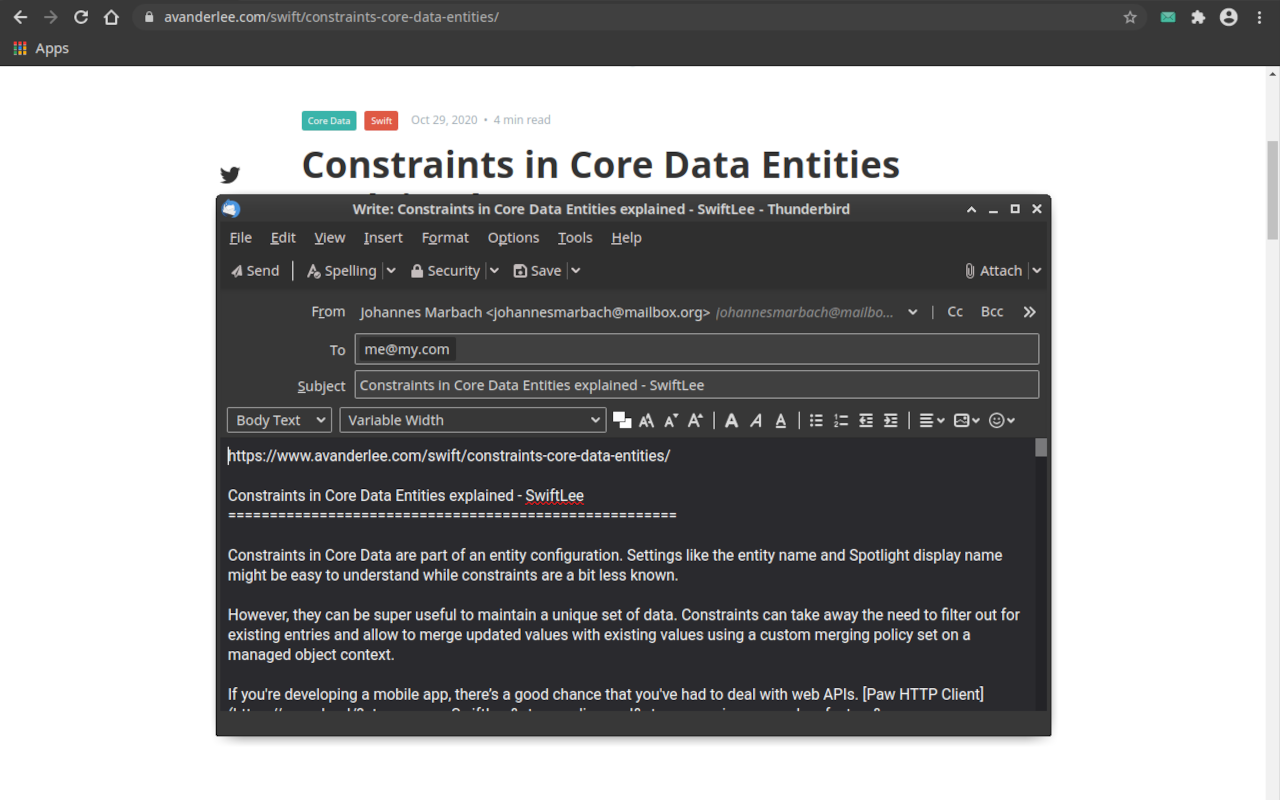 avanderlee.com/swift/constraints-core-data-entities/
Apps
Core Data Swift Oct 29, 2020 • 4 min read
Constraints in Core Data Entities
Write: Constraints in Core Data Entities explained - SwiftLee - Thunderbird
File Edit View Insert Format Options Tools Help
Send Spelling Security Save Attach
From Johannes Marbach <johannesmarbach@mailbox.org> johannesmarbach@mailbo... Cc Bcc
To me@my.com
Subject Constraints in Core Data Entities explained - SwiftLee
Body Text Variable Width
https://www.avanderlee.com/swift/constraints-core-data-entities/
Constraints in Core Data Entities explained - SwiftLee
======================================================
Constraints in Core Data are part of an entity configuration. Settings like the entity name and Spotlight display name
might be easy to understand while constraints are a bit less known.
However, they can be super useful to maintain a unique set of data. Constraints can take away the need to filter out for
existing entries and allow to merge updated values with existing values using a custom merging policy set on a
managed object context.
If you're developing a mobile app, there’s a good chance that you've had to deal with web APIs. [Paw HTTP Client]